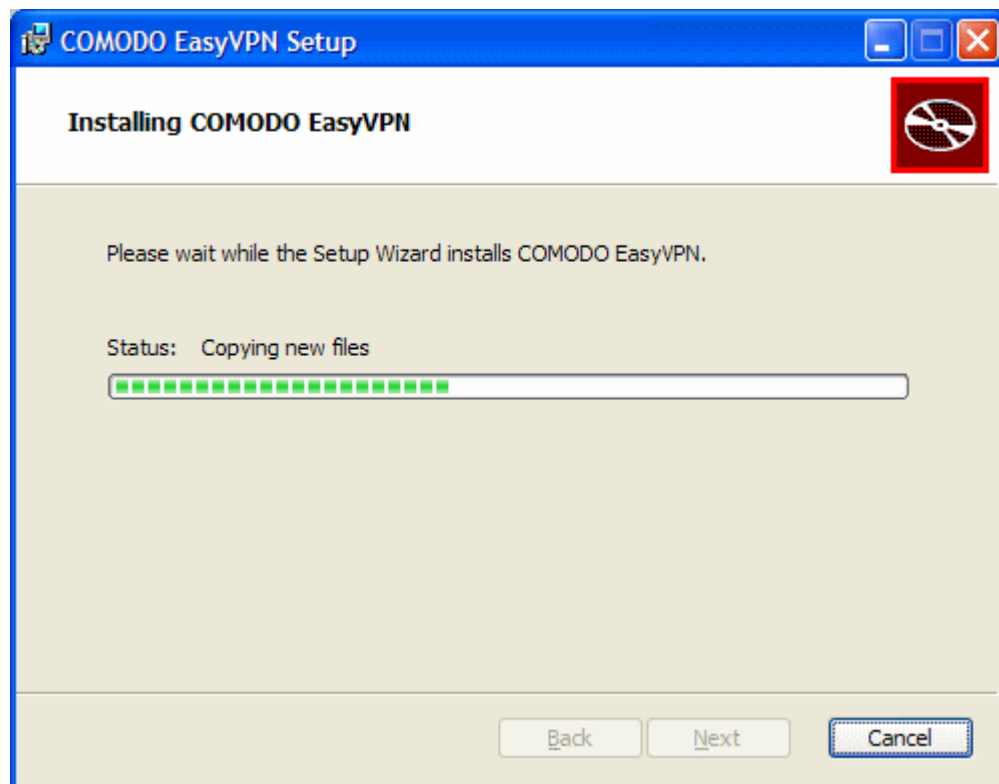 COMODO EasyVPN Setup
Installing COMODO EasyVPN
Please wait while the Setup Wizard installs COMODO EasyVPN.
Status: Copying new files
Back Next Cancel